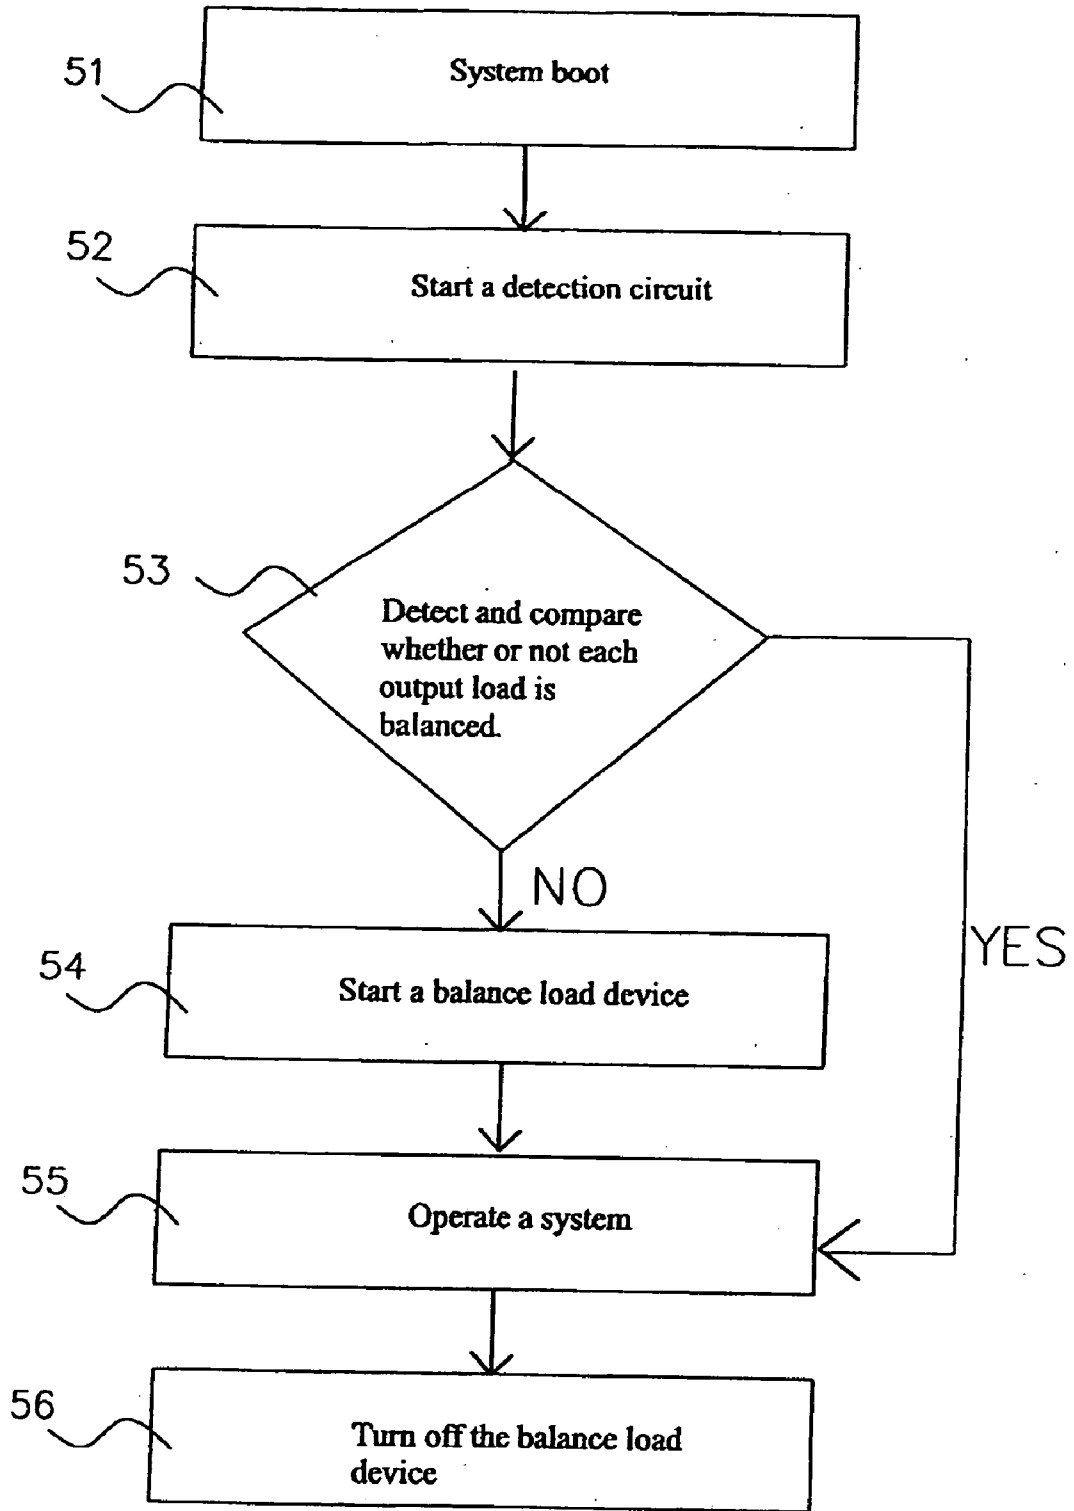 51
System boot
52
Start a detection circuit
53
Detect and compare
whether or not each
output load is
balanced.
NO
YES
54
Start a balance load device
55
Operate a system
56
Turn off the balance load
device